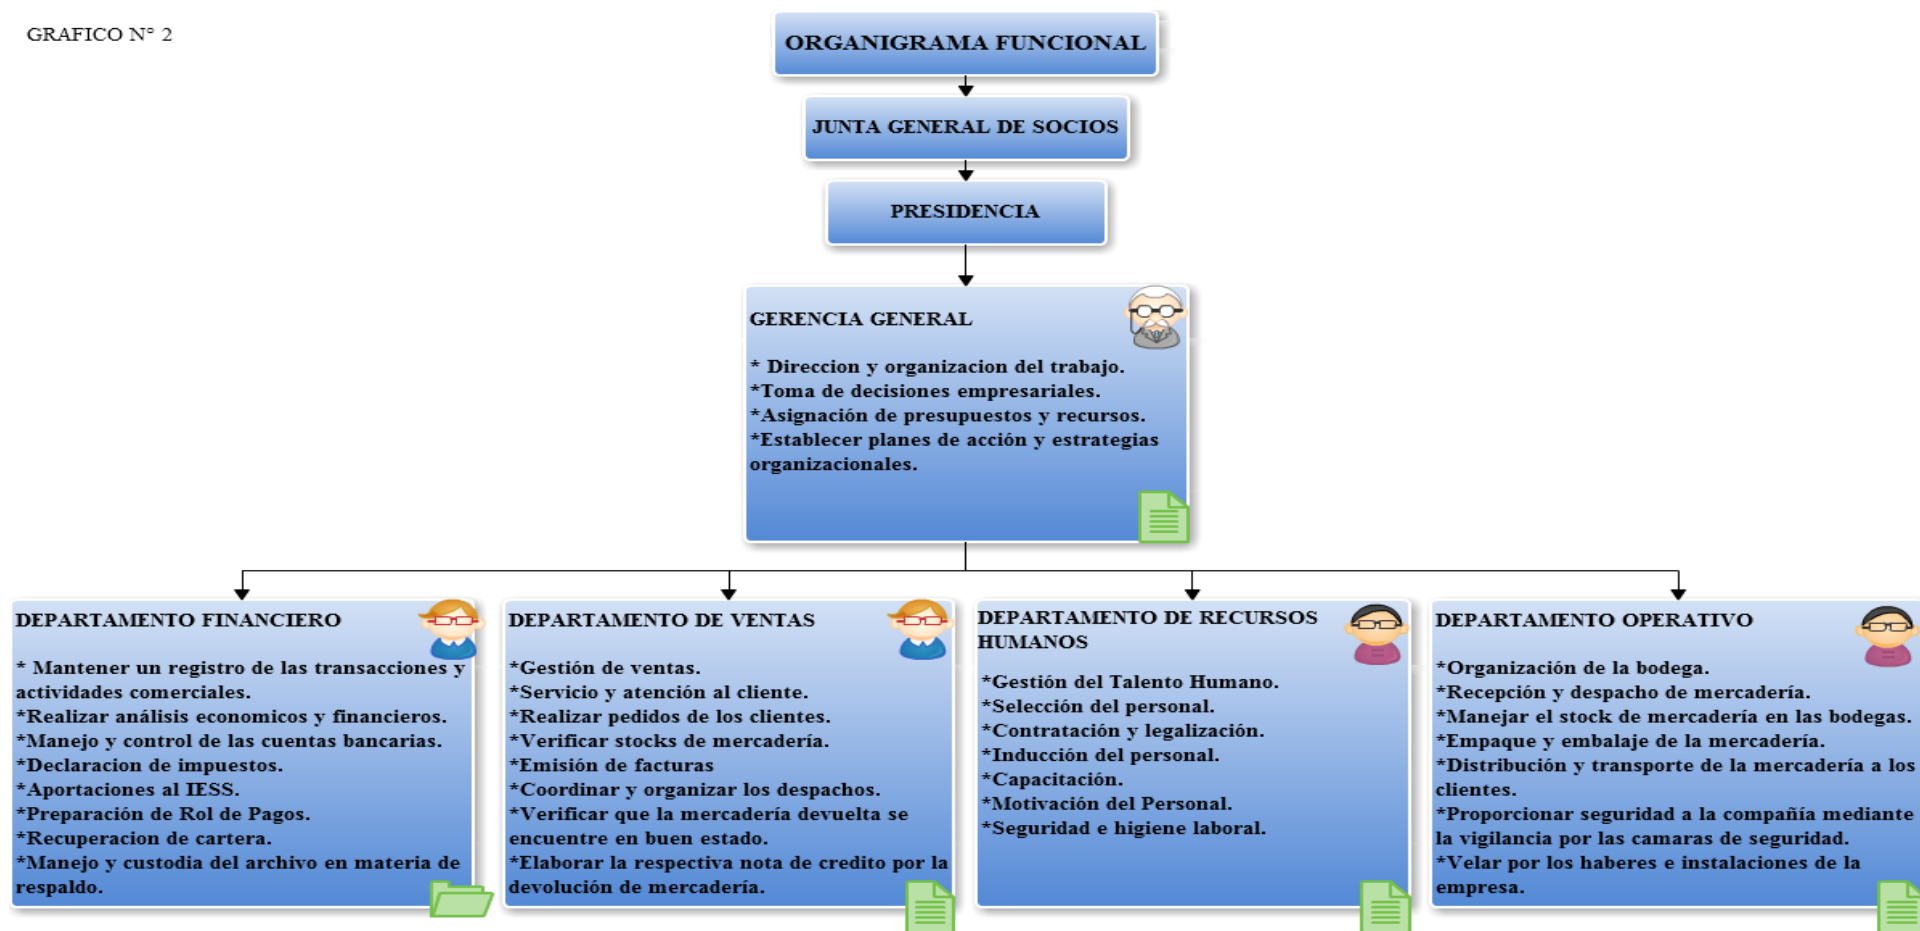 GRAFICO N° 2
ORGANIGRAMA FUNCIONAL
JUNTA GENERAL DE SOCIOS
PRESIDENCIA
GERENCIA GENERAL
* Direccion y organizacion del trabajo.
*Toma de decisiones empresariales.
*Asignación de presupuestos y recursos.
*Establecer planes de acción y estrategias
organizacionales.
DEPARTAMENTO FINANCIERO
* Mantener un registro de las transacciones y
actividades comerciales.
*Realizar análisis economicos y financieros.
*Manejo y control de las cuentas bancarias.
*Declaracion de impuestos.
*Aportaciones al IESS.
*Preparación de Rol de Pagos.
*Recuperacion de cartera.
*Manejo y custodia del archivo en materia de
respaldo.
DEPARTAMENTO DE VENTAS
*Gestión de ventas.
*Servicio y atención al cliente.
*Realizar pedidos de los clientes.
*Verificar stocks de mercadería.
*Emisión de facturas
*Coordinar y organizar los despachos.
*Verificar que la mercadería devuelta se
encuentre en buen estado.
*Elaborar la respectiva nota de credito por la
devolución de mercadería.
DEPARTAMENTO DE RECURSOS
HUMANOS
*Gestión del Talento Humano.
*Selección del personal.
*Contratación y legalización.
*Inducción del personal.
*Capacitación.
*Motivación del Personal.
*Seguridad e higiene laboral.
DEPARTAMENTO OPERATIVO
*Organización de la bodega.
*Recepción y despacho de mercadería.
*Manejar el stock de mercadería en las bodegas.
*Empaque y embalaje de la mercadería.
*Distribución y transporte de la mercadería a los
clientes.
*Proporcionar seguridad a la compañía mediante
la vigilancia por las camaras de seguridad.
*Velar por los haberes e instalaciones de la
empresa.